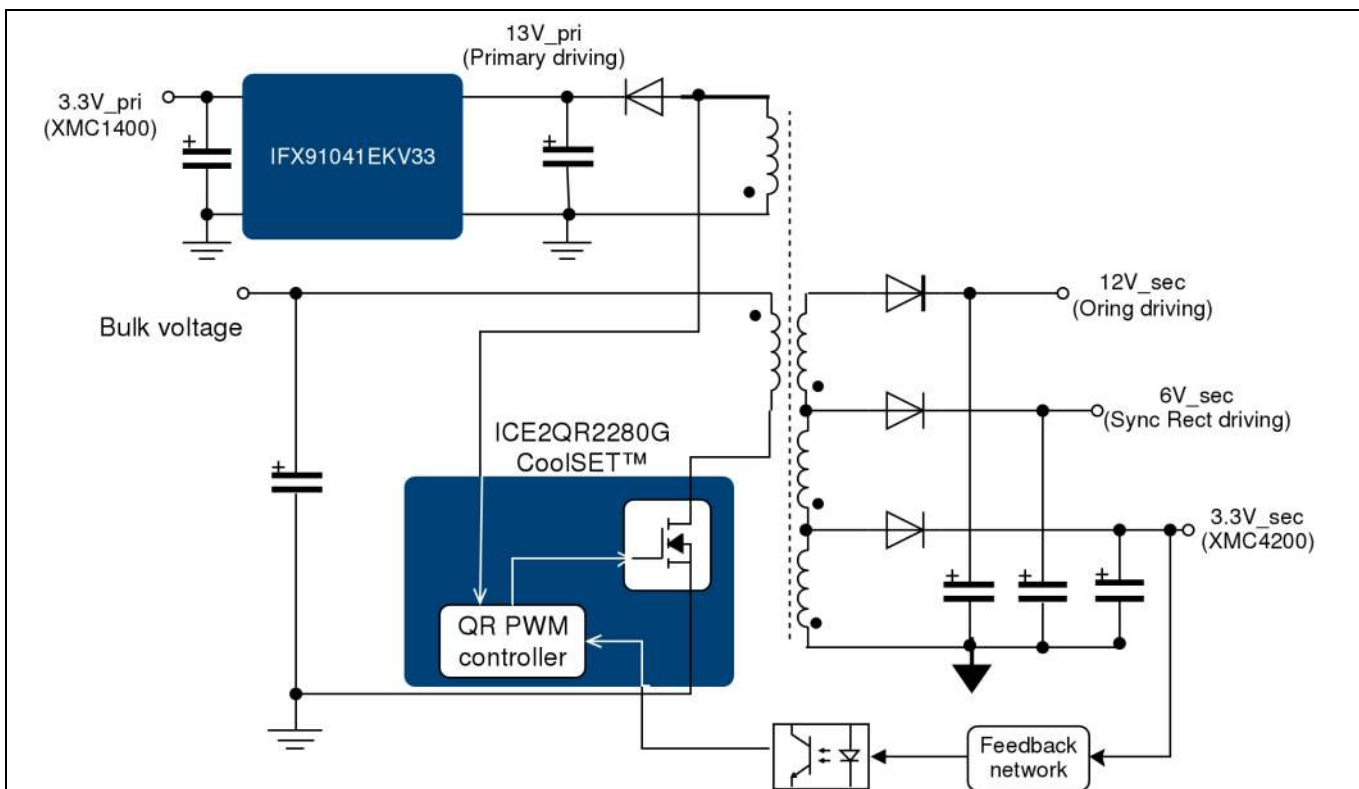 13V_pri
(Primary driving)
3.3V_pri
(XMC1400)
+
+
IFX91041EKV33
Bulk voltage
12V_sec
(Oring driving)
6V_sec
(Sync Rect driving)
ICE2QR2280G
CoolSET™
+
3.3V_sec
(XMC4200)
+
+
+
QR PWM
controller
Feedback
network